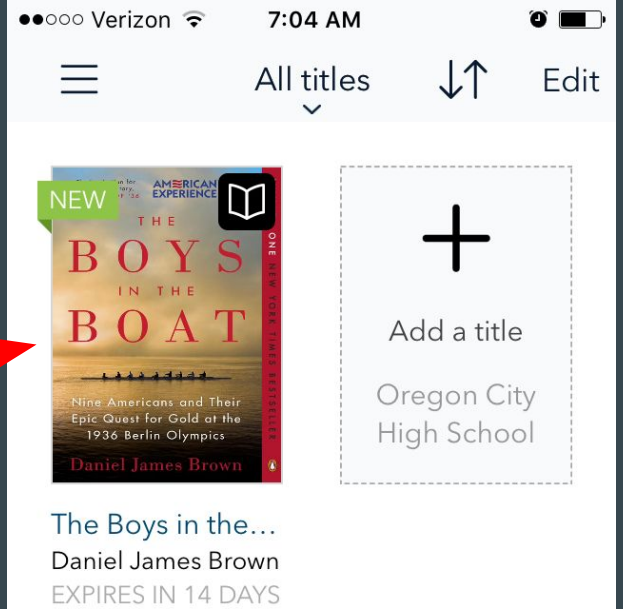 Verizon 7:04 AM
All titles Edit
NEW
AMERICAN
EXPERIENCE
THE
BOYS
IN THE
BOAT
ONE NEW YORK TIMES BESTSELLER
Nine Americans and Their
Epic Quest for Gold at the
1936 Berlin Olympics
Daniel James Brown
Add a title
Oregon City
High School
The Boys in the…
Daniel James Brown
EXPIRES IN 14 DAYS